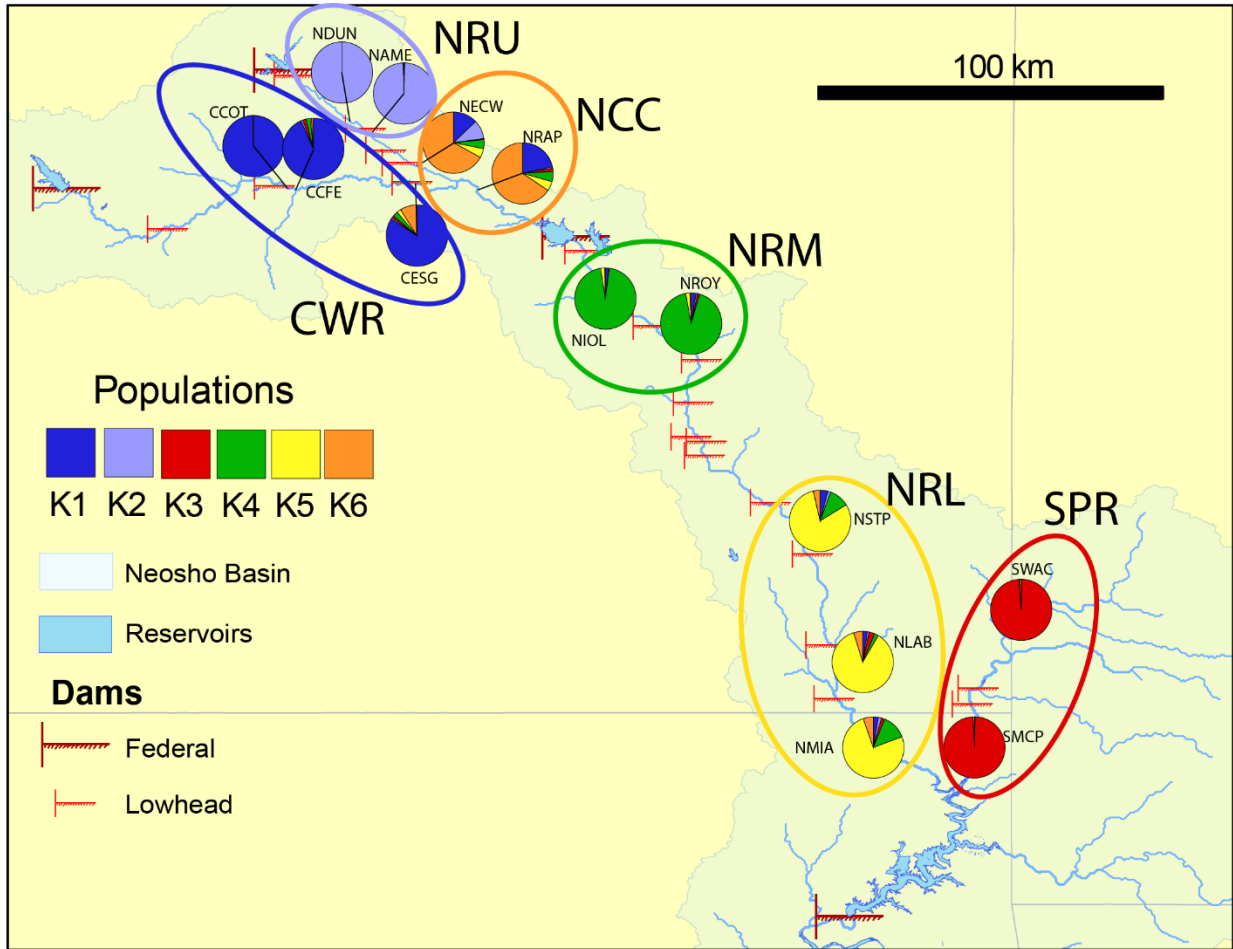 NRU
NDUN
NAME
100 km
CCOT
NECW
NCC
NRAP
CCFE
CESG
NRM
NROY
NIOL
CWR
Populations
K1 K2 K3 K4 K5 K6
NRL
NSTP
SPR
SWAC
Neosho Basin
Reservoirs
NLAB
Dams
SMCP
NMIA
Federal
Lowhead